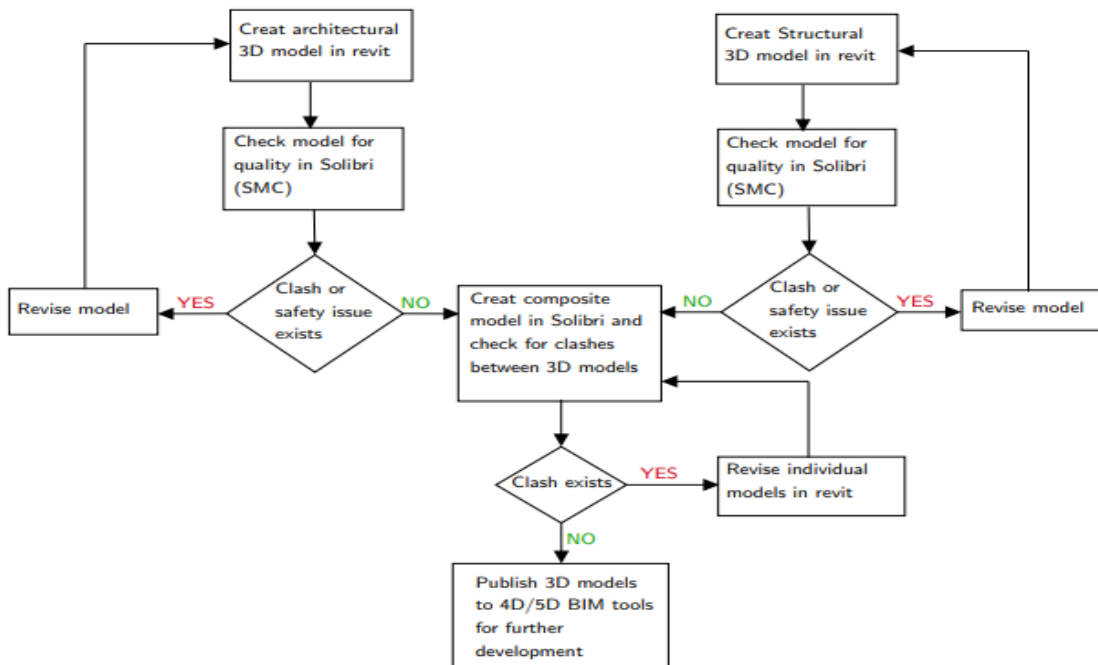 Creat architectural
3D model in revit
Creat Structural
3D model in revit
Check model for
quality in Solibri
(SMC)
Check model for
quality in Solibri
(SMC)
Revise model
YES
Clash or
safety issue
exists
NO
Creat composite
model in Solibri and
check for clashes
between 3D models
NO
Clash or
safety issue
exists
YES
Revise model
Clash exists
YES
Revise individual
models in revit
NO
Publish 3D models
to 4D/5D BIM tools
for further
development